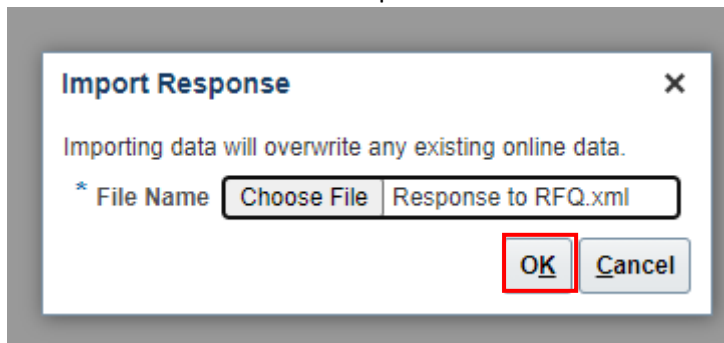 Import Response ×
Importing data will overwrite any existing online data.
* File Name Choose File Response to RFQ.xml
OK Cancel